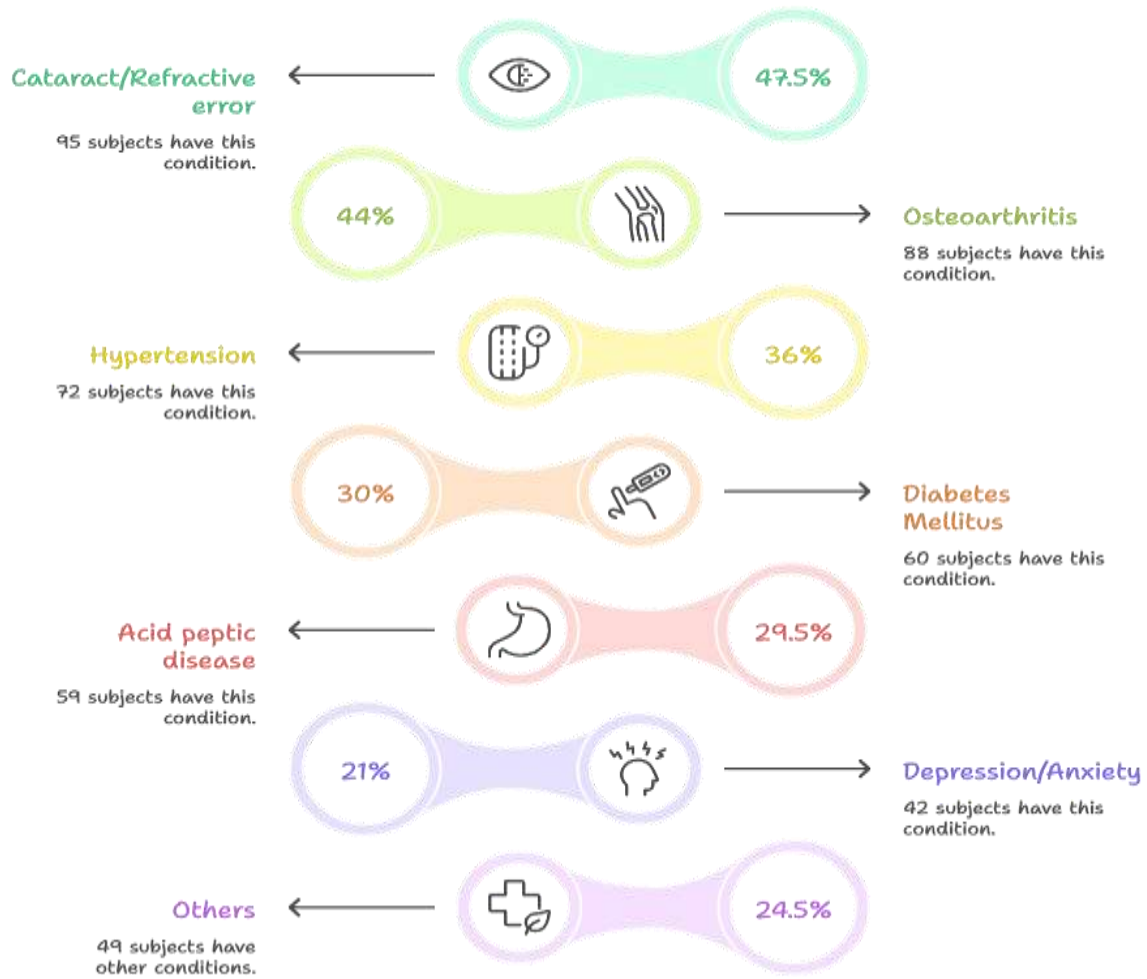 Cataract/Refractive
error
95 subjects have this
condition.
47.5%
44%
Osteoarthritis
88 subjects have this
condition.
Hypertension
72 subjects have this
condition.
36%
30%
Diabetes
Mellitus
60 subjects have this
condition.
Acid peptic
disease
59 subjects have this
condition.
29.5%
21%
Depression/Anxiety
42 subjects have this
condition.
Others
49 subjects have
other conditions.
24.5%